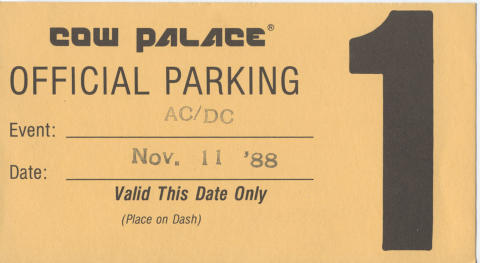 COW PALACE®
OFFICIAL PARKING
1
Event: AC/DC
Date: Nov. 11 '88
Valid This Date Only
(Place on Dash)